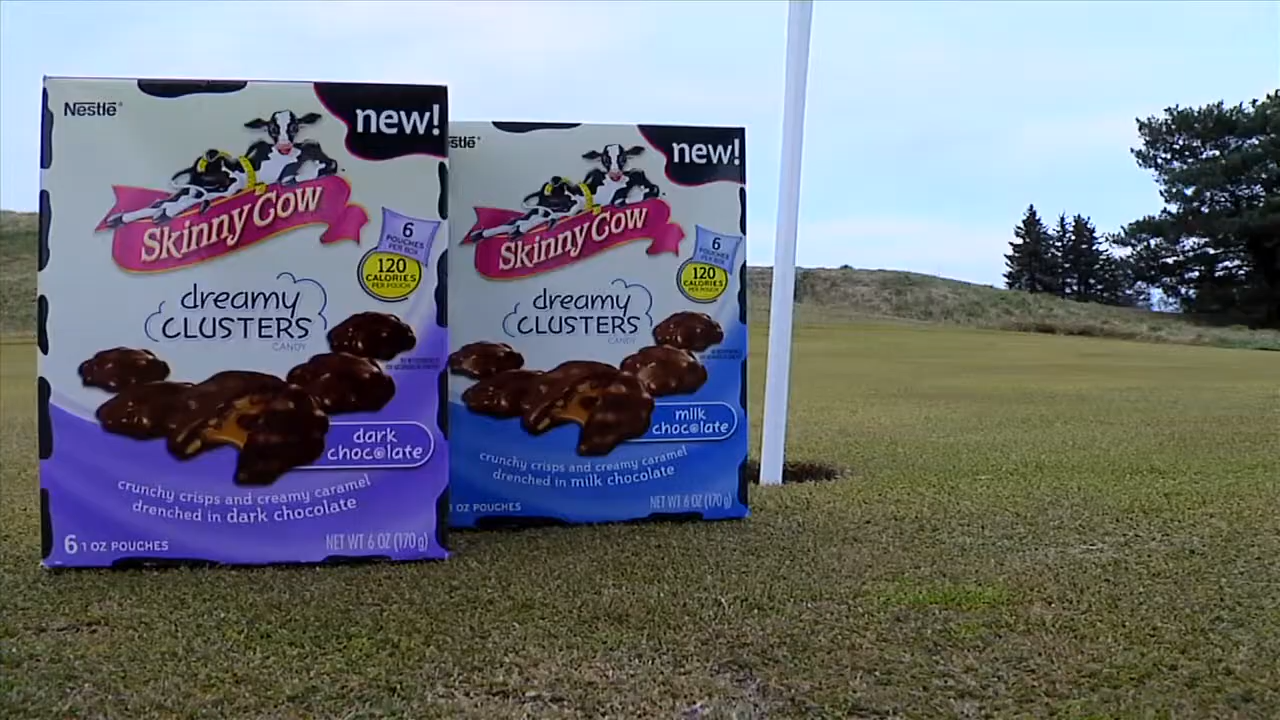 Nestlé
new!
Skinny Cow
6
POUCHES
PER BOX
120
CALORIES
PER POUCH
dreamy
CLUSTERS
CANDY
dark
chocolate
crunchy crisps and creamy caramel
drenched in dark chocolate
6 1 OZ POUCHES
NET WT 6 OZ (170 g)
stlé
new!
Skinny Cow
6
POUCHES
PER BOX
120
CALORIES
PER POUCH
dreamy
CLUSTERS
CANDY
milk
chocolate
crunchy crisps and creamy caramel
drenched in milk chocolate
1 OZ POUCHES
NET WT 6 OZ (170 g)